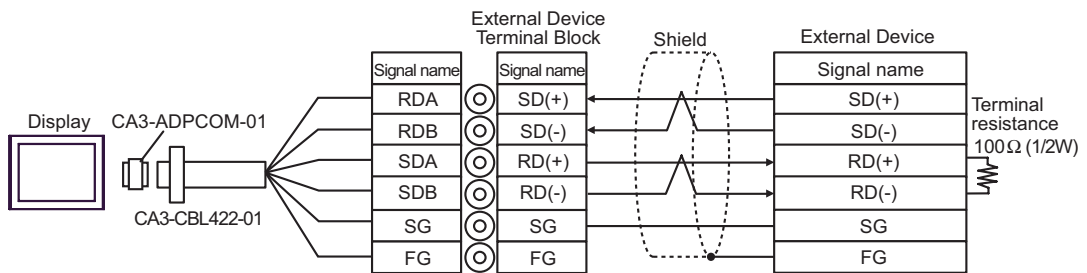 External Device
Terminal Block
Shield
External Device
Signal name
Signal name
Signal name
RDA
SD(+)
SD(+)
Terminal
resistance
100Ω (1/2W)
Display
CA3-ADPCOM-01
RDB
SD(-)
SD(-)
SDA
RD(+)
RD(+)
SDB
RD(-)
RD(-)
CA3-CBL422-01
SG
SG
SG
FG
FG
FG